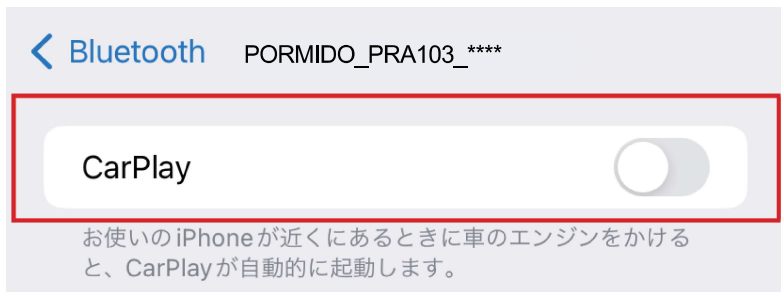 Bluetooth PORMIDO_PRA103_****
CarPlay
お使いのiPhoneが近くにあるときに車のエンジンをかける
と、CarPlayが自動的に起動します。